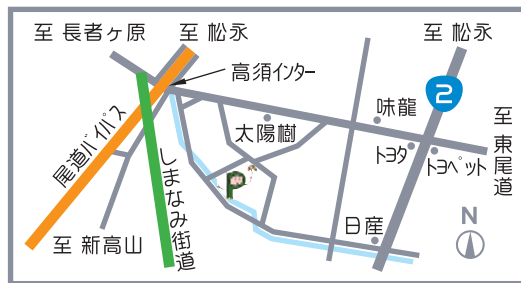 至 長者ヶ原
至 松永
至 松永
高須インター
2
尾道バイパス
味龍
太陽樹
トヨタ
トヨペット
至 東尾道
しまなみ街道
P
日産
N
至 新高山